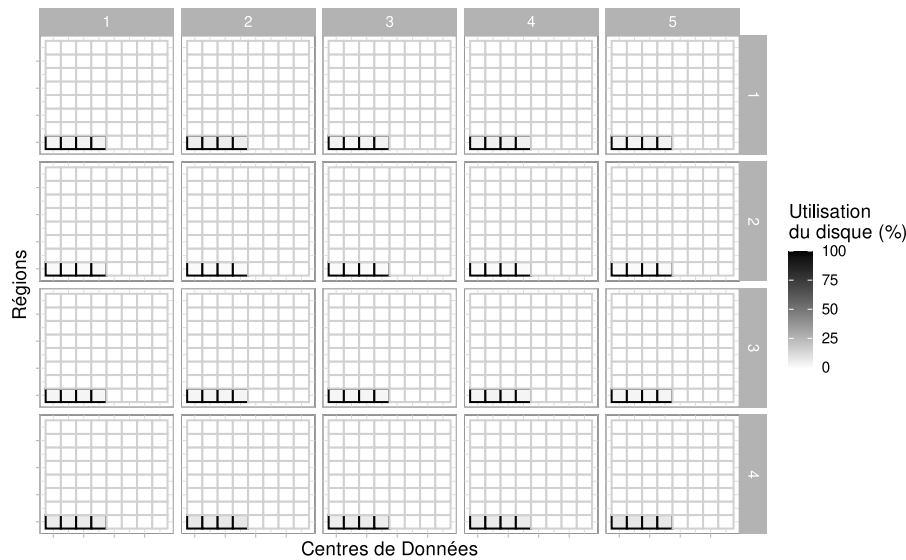 1 2 3 4 5
1
2
3
4
Régions
Centres de Données
Utilisation
du disque (%)
100
75
50
25
0